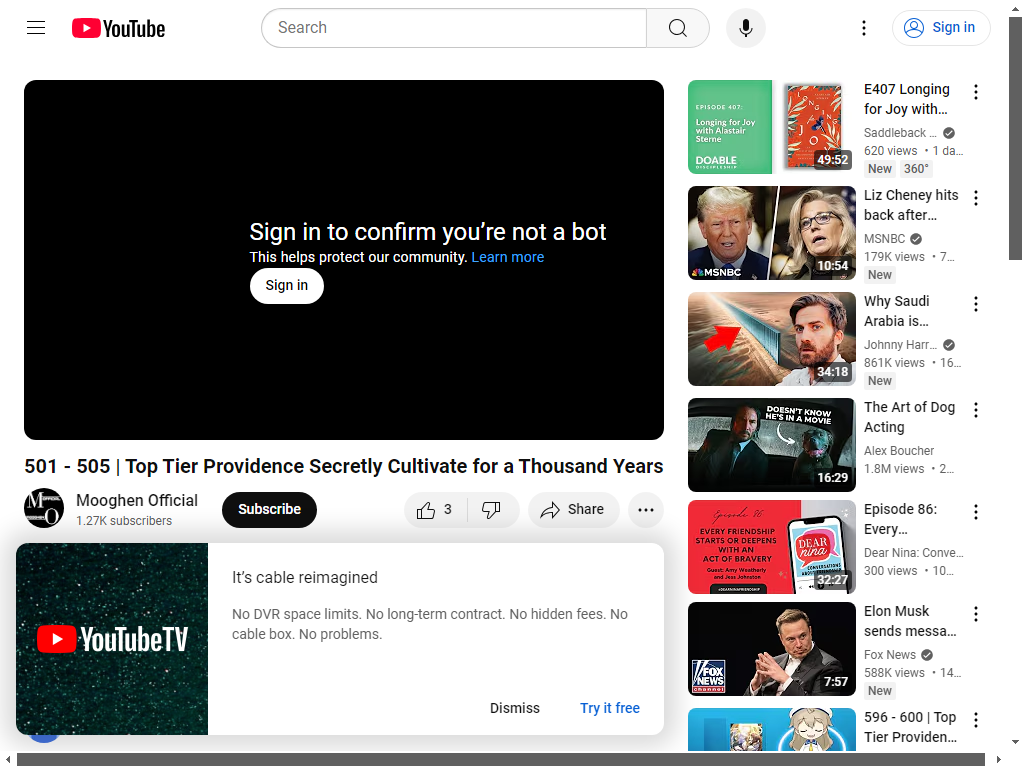 YouTube
Search
Sign in
Sign in to confirm you’re not a bot
This helps protect our community. Learn more
Sign in
501 - 505 | Top Tier Providence Secretly Cultivate for a Thousand Years
Mooghen Official
1.27K subscribers
Subscribe
3
Share
YouTubeTV
It’s cable reimagined
No DVR space limits. No long-term contract. No hidden fees. No
cable box. No problems.
Dismiss
Try it free
EPISODE 407:
Longing for Joy
with Alastair
Sterne
DOABLE
DISCIPLESHIP
LONGING
JOY
49:52
E407 Longing
for Joy with…
Saddleback ...
620 views • 1 da…
New 360°
MSNBC
10:54
Liz Cheney hits
back after…
MSNBC
179K views • 7…
New
34:18
Why Saudi
Arabia is…
Johnny Harr...
861K views • 16…
New
DOESN'T KNOW
HE'S IN A MOVIE
16:29
The Art of Dog
Acting
Alex Boucher
1.8M views • 2…
Episode 86
EVERY FRIENDSHIP
STARTS OR DEEPENS
WITH AN
ACT OF BRAVERY
Guest: Amy Weatherly
and Jess Johnston
#DEARNINAFRIENDSHIP
DEAR
nina
CONVERSATIONS
32:27
Episode 86:
Every…
Dear Nina: Conve…
300 views • 10…
FOX
NEWS
channel
7:57
Elon Musk
sends messa…
Fox News
588K views • 14…
New
596 - 600 | Top
Tier Providen…